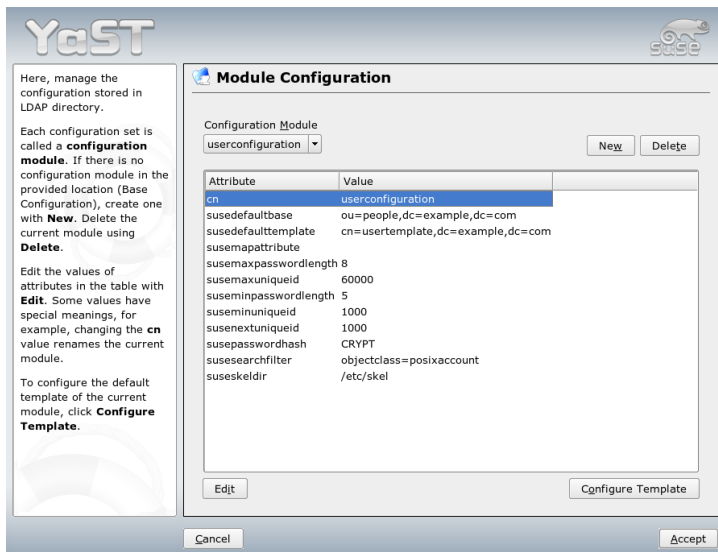 YaST
SUSE
Here, manage the
configuration stored in
LDAP directory.
Each configuration set is
called a configuration
module. If there is no
configuration module in the
provided location (Base
Configuration), create one
with New. Delete the
current module using
Delete.
Edit the values of
attributes in the table with
Edit. Some values have
special meanings, for
example, changing the cn
value renames the current
module.
To configure the default
template of the current
module, click Configure
Template.
Module Configuration
Configuration Module
userconfiguration
New Delete
Attribute Value
cn userconfiguration
susedefaultbase ou=people,dc=example,dc=com
susedefaulttemplate cn=usertemplate,dc=example,dc=com
susemapattribute
susemaxpasswordlength 8
susemaxuniqueid 60000
suseminpasswordlength 5
suseminuniqueid 1000
susenextuniqueid 1000
susepasswordhash CRYPT
susesearchfilter objectclass=posixaccount
suseskeldir /etc/skel
Edit Configure Template
Cancel Accept